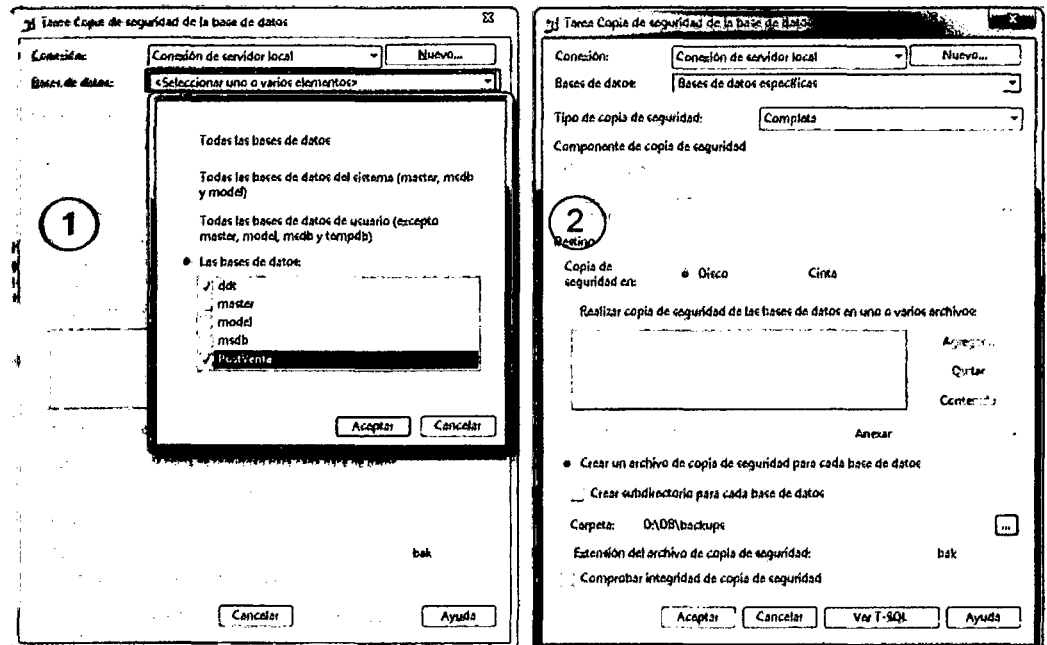 Tarea Copia de seguridad de la base de datos
Conexión:
Conexión de servidor local
Nuevo...
Bases de datos:
<Seleccionar uno o varios elementos>
Todas las bases de datos
Todas las bases de datos del sistema (master, msdb
y model)
Todas las bases de datos de usuario (excepto
master, model, msdb y tempdb)
Las bases de datos:
ddt
master
model
msdb
PostVenta
Aceptar
Cancelar
1
bak
Cancelar
Ayuda
Tarea Copia de seguridad de la base de datos
Conexión:
Conexión de servidor local
Nuevo...
Bases de datos:
Bases de datos específicas
Tipo de copia de seguridad:
Completa
Componente de copia de seguridad
2
Destino
Copia de
seguridad en:
Disco
Cinta
Realizar copia de seguridad de las bases de datos en uno o varios archivos:
Agregar...
Quitar
Contenido
Anexar
Crear un archivo de copia de seguridad para cada base de datos
Crear subdirectorio para cada base de datos
Carpeta:
D:\DB\backups
...
Extensión del archivo de copia de seguridad:
bak
Comprobar integridad de copia de seguridad
Aceptar
Cancelar
Ver T-SQL
Ayuda